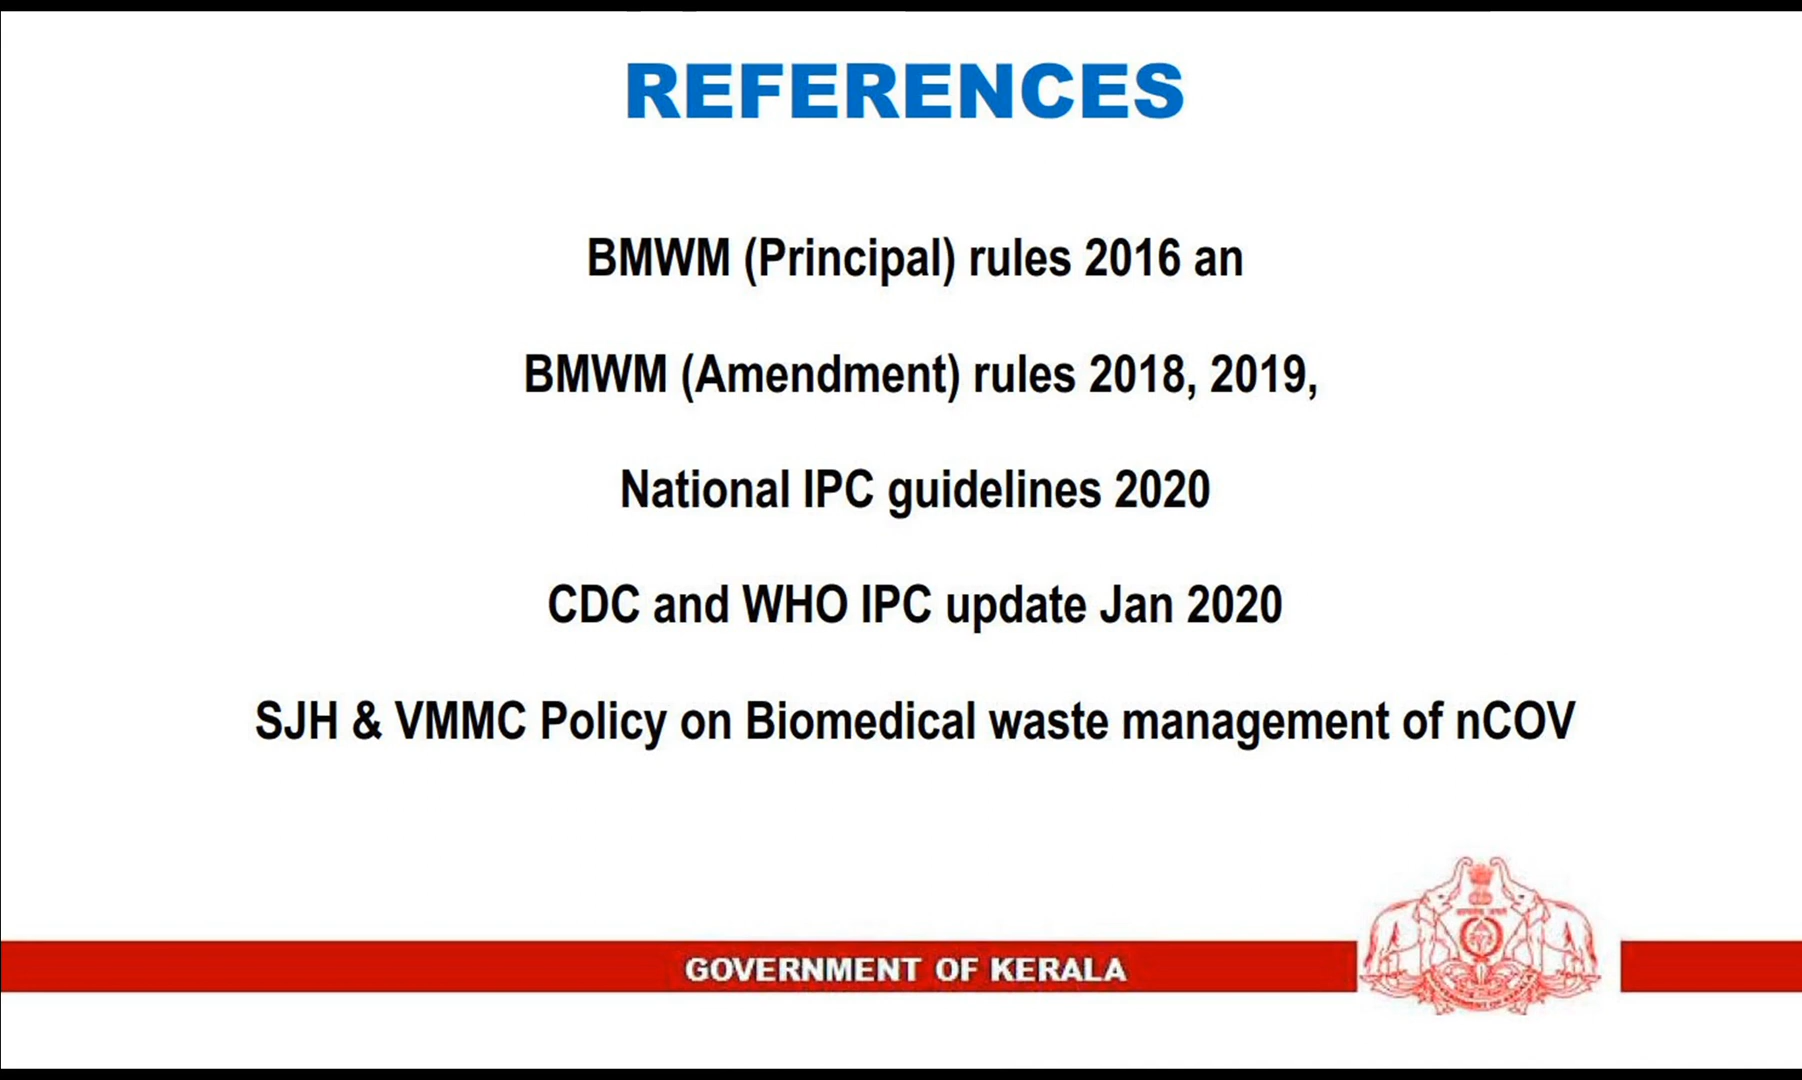 REFERENCES
BMWM (Principal) rules 2016 an
BMWM (Amendment) rules 2018, 2019,
National IPC guidelines 2020
CDC and WHO IPC update Jan 2020
SJH & VMMC Policy on Biomedical waste management of nCOV
GOVERNMENT OF KERALA